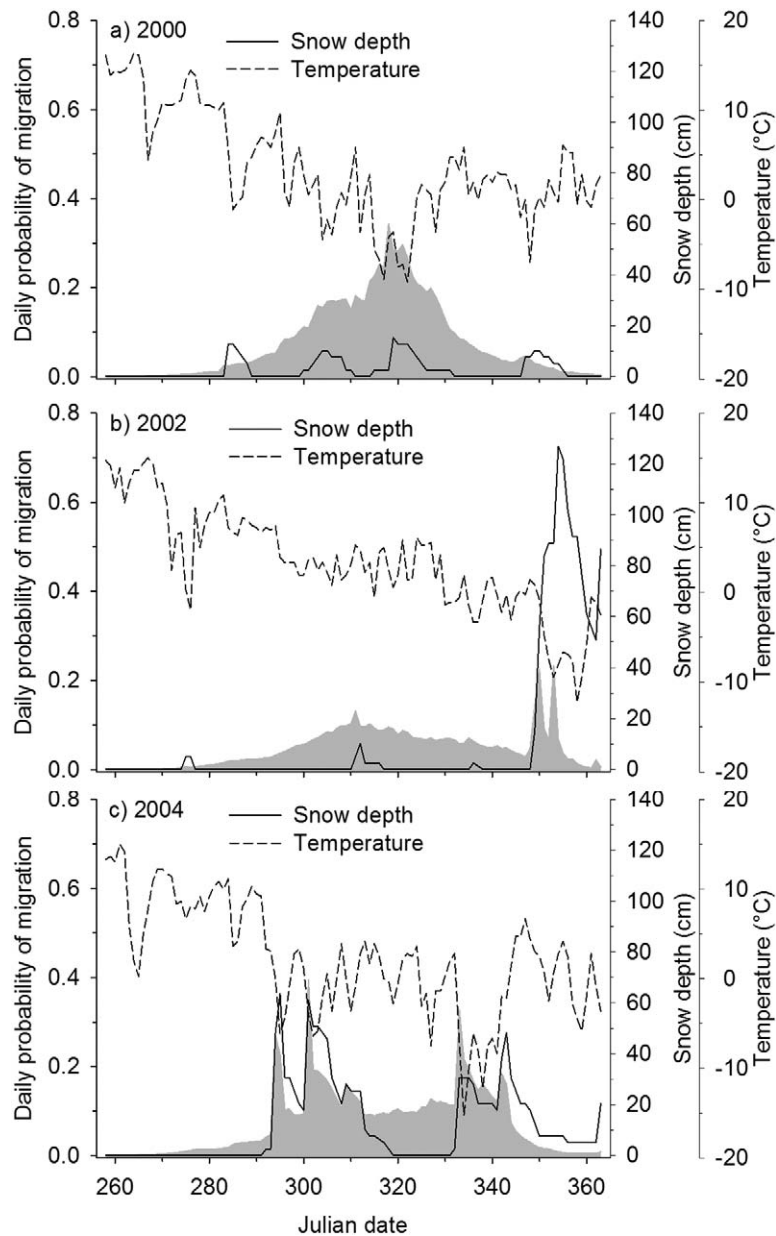 a) 2000
Snow depth
Temperature
Daily probability of migration
0.8
0.6
0.4
0.2
0.0
140
120
100
80
60
40
20
0
Snow depth (cm)
20
10
0
-10
-20
Temperature (°C)
b) 2002
Snow depth
Temperature
Daily probability of migration
0.8
0.6
0.4
0.2
0.0
140
120
100
80
60
40
20
0
Snow depth (cm)
20
10
0
-10
-20
Temperature (°C)
c) 2004
Snow depth
Temperature
Daily probability of migration
0.8
0.6
0.4
0.2
0.0
140
120
100
80
60
40
20
0
Snow depth (cm)
20
10
0
-10
-20
Temperature (°C)
260 280 300 320 340 360
Julian date